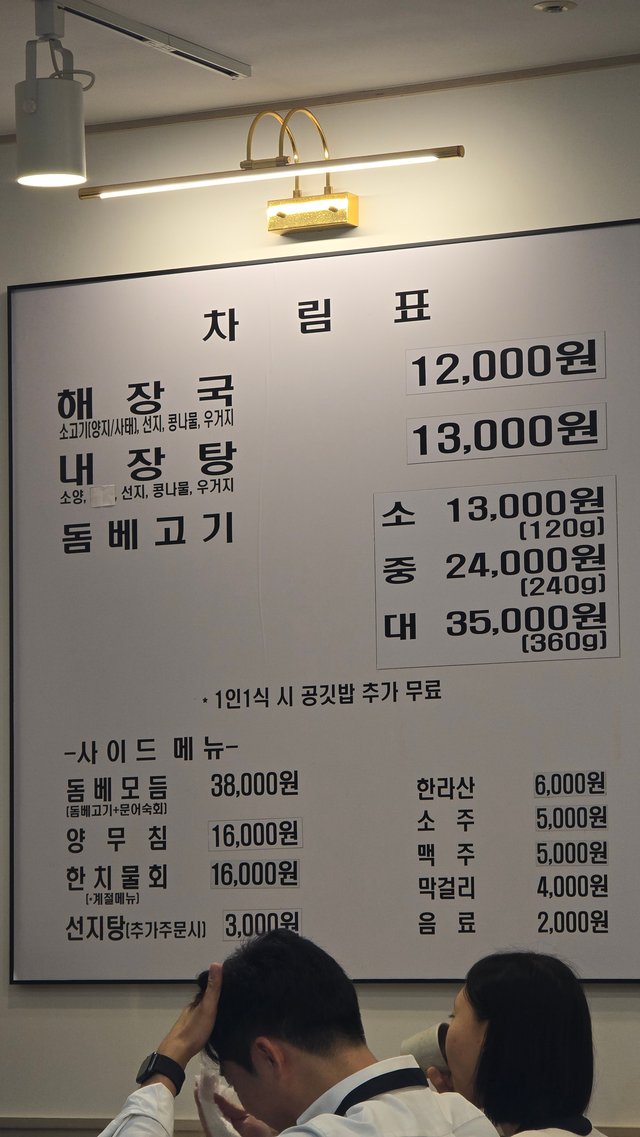 차 림 표
해 장 국 12,000원
소고기(양지/사태), 선지, 콩나물, 우거지
내 장 탕 13,000원
소양, , 선지, 콩나물, 우거지
돔베고기 소 13,000원
(120g)
중 24,000원
(240g)
대 35,000원
(360g)
* 1인1식 시 공깃밥 추가 무료
-사이드 메뉴-
돔베모듬 38,000원
(돔베고기+문어숙회)
양 무 침 16,000원
한치물회 16,000원
(*계절메뉴)
선지탕(추가주문시) 3,000원
한라산 6,000원
소 주 5,000원
맥 주 5,000원
막걸리 4,000원
음 료 2,000원